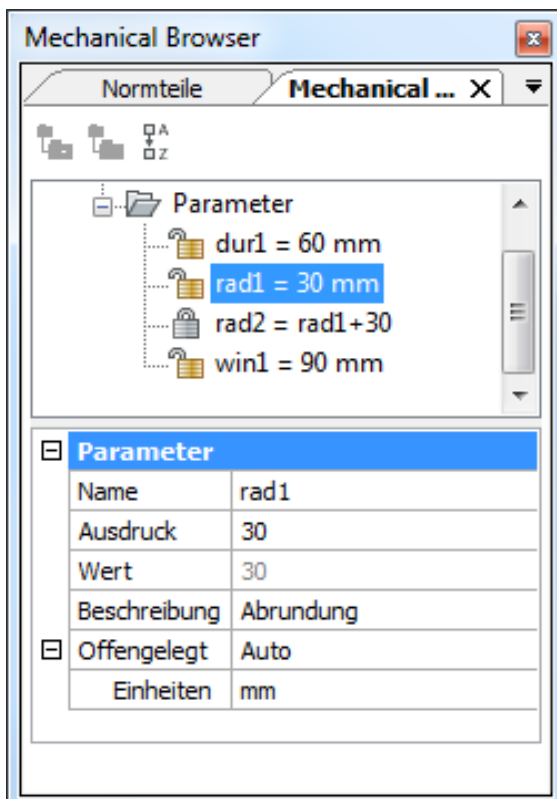 Mechanical Browser
Normteile Mechanical ...
A
Z
Parameter
dur1 = 60 mm
rad1 = 30 mm
rad2 = rad1+30
win1 = 90 mm
Parameter
Name rad1
Ausdruck 30
Wert 30
Beschreibung Abrundung
Offengelegt Auto
Einheiten mm